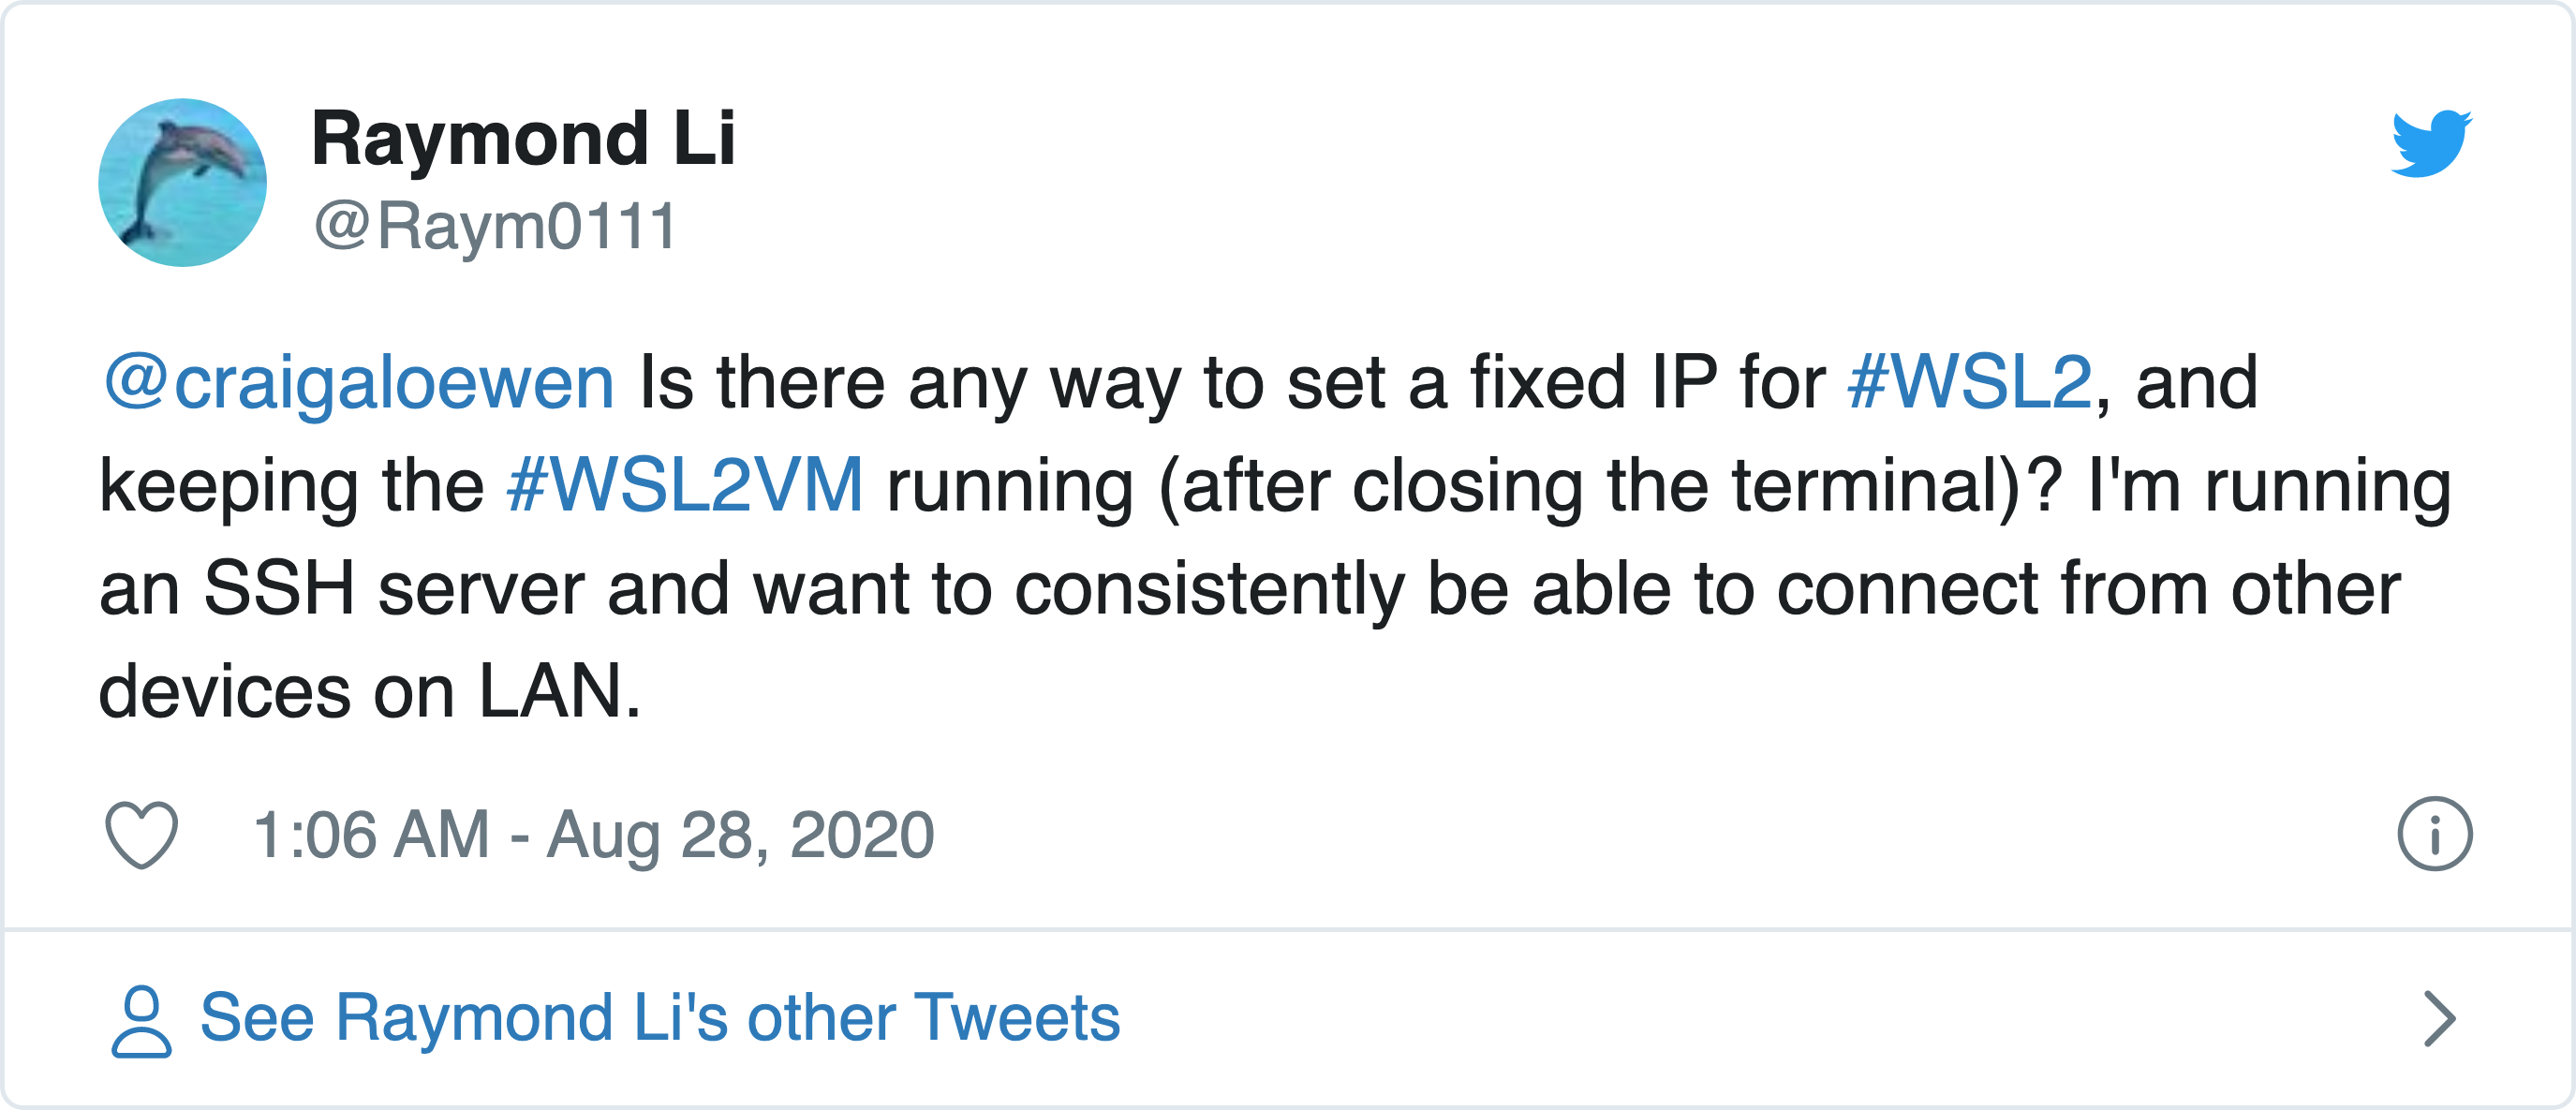 Raymond Li
@Raym0111
@craigaloewen Is there any way to set a fixed IP for #WSL2, and
keeping the #WSL2VM running (after closing the terminal)? I'm running
an SSH server and want to consistently be able to connect from other
devices on LAN.
1:06 AM - Aug 28, 2020
See Raymond Li's other Tweets